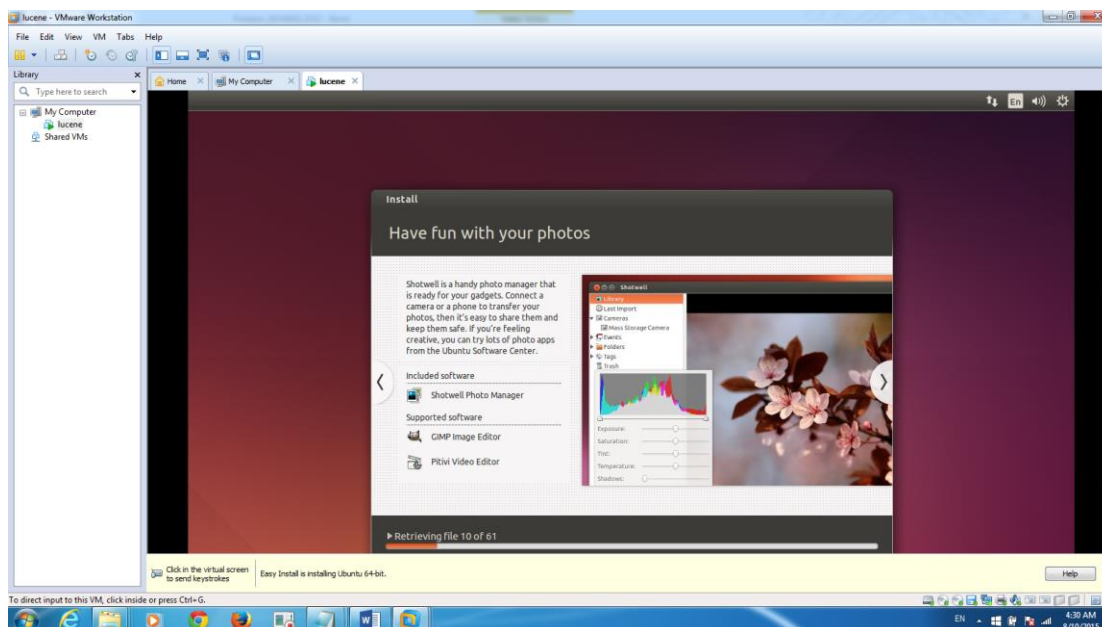 lucene - VMware Workstation
File Edit View VM Tabs Help
Library
Type here to search
My Computer
lucene
Shared VMs
Home
My Computer
lucene
En
Install
Have fun with your photos
Shotwell is a handy photo manager that
is ready for your gadgets. Connect a
camera or a phone to transfer your
photos, then it's easy to share them and
keep them safe. If you're feeling
creative, you can try lots of photo apps
from the Ubuntu Software Center.
Included software
Shotwell Photo Manager
Supported software
GIMP Image Editor
Pitivi Video Editor
Shotwell
Library
Last Import
Cameras
Mass Storage Camera
Events
Folders
Tags
Trash
Exposure:
Saturation:
Tint:
Temperature:
Shadows:
Retrieving file 10 of 61
Click in the virtual screen
to send keystrokes
Easy Install is installing Ubuntu 64-bit.
Help
To direct input to this VM, click inside or press Ctrl+G.
EN
4:30 AM
8/10/2015